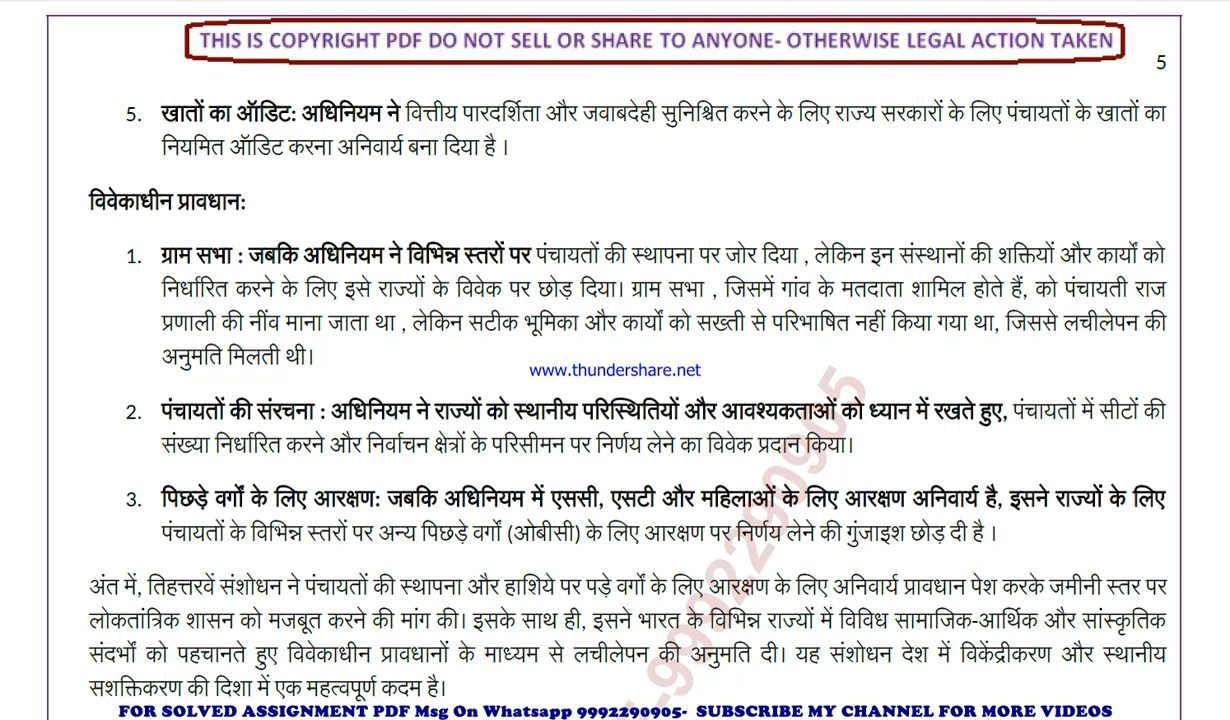 THIS IS COPYRIGHT PDF DO NOT SELL OR SHARE TO ANYONE- OTHERWISE LEGAL ACTION TAKEN
5
5. खातों का ऑडिट: अधिनियम ने वित्तीय पारदर्शिता और जवाबदेही सुनिश्चित करने के लिए राज्य सरकारों के लिए पंचायतों के खातों का
नियमित ऑडिट करना अनिवार्य बना दिया है ।
विवेकाधीन प्रावधान:
1. ग्राम सभा : जबकि अधिनियम ने विभिन्न स्तरों पर पंचायतों की स्थापना पर जोर दिया , लेकिन इन संस्थानों की शक्तियों और कार्यों को
निर्धारित करने के लिए इसे राज्यों के विवेक पर छोड़ दिया। ग्राम सभा , जिसमें गांव के मतदाता शामिल होते हैं, को पंचायती राज
प्रणाली की नींव माना जाता था , लेकिन सटीक भूमिका और कार्यों को सख्ती से परिभाषित नहीं किया गया था, जिससे लचीलेपन की
अनुमति मिलती थी।
www.thundershare.net
2. पंचायतों की संरचना : अधिनियम ने राज्यों को स्थानीय परिस्थितियों और आवश्यकताओं को ध्यान में रखते हुए, पंचायतों में सीटों की
संख्या निर्धारित करने और निर्वाचन क्षेत्रों के परिसीमन पर निर्णय लेने का विवेक प्रदान किया।
3. पिछड़े वर्गों के लिए आरक्षण: जबकि अधिनियम में एससी, एसटी और महिलाओं के लिए आरक्षण अनिवार्य है, इसने राज्यों के लिए
पंचायतों के विभिन्न स्तरों पर अन्य पिछड़े वर्गों (ओबीसी) के लिए आरक्षण पर निर्णय लेने की गुंजाइश छोड़ दी है ।
अंत में, तिहत्तरवें संशोधन ने पंचायतों की स्थापना और हाशिये पर पड़े वर्गों के लिए आरक्षण के लिए अनिवार्य प्रावधान पेश करके जमीनी स्तर पर
लोकतांत्रिक शासन को मजबूत करने की मांग की। इसके साथ ही, इसने भारत के विभिन्न राज्यों में विविध सामाजिक-आर्थिक और सांस्कृतिक
संदर्भों को पहचानते हुए विवेकाधीन प्रावधानों के माध्यम से लचीलेपन की अनुमति दी। यह संशोधन देश में विकेंद्रीकरण और स्थानीय
सशक्तिकरण की दिशा में एक महत्वपूर्ण कदम है।
-9992290905
FOR SOLVED ASSIGNMENT PDF Msg On Whatsapp 9992290905- SUBSCRIBE MY CHANNEL FOR MORE VIDEOS